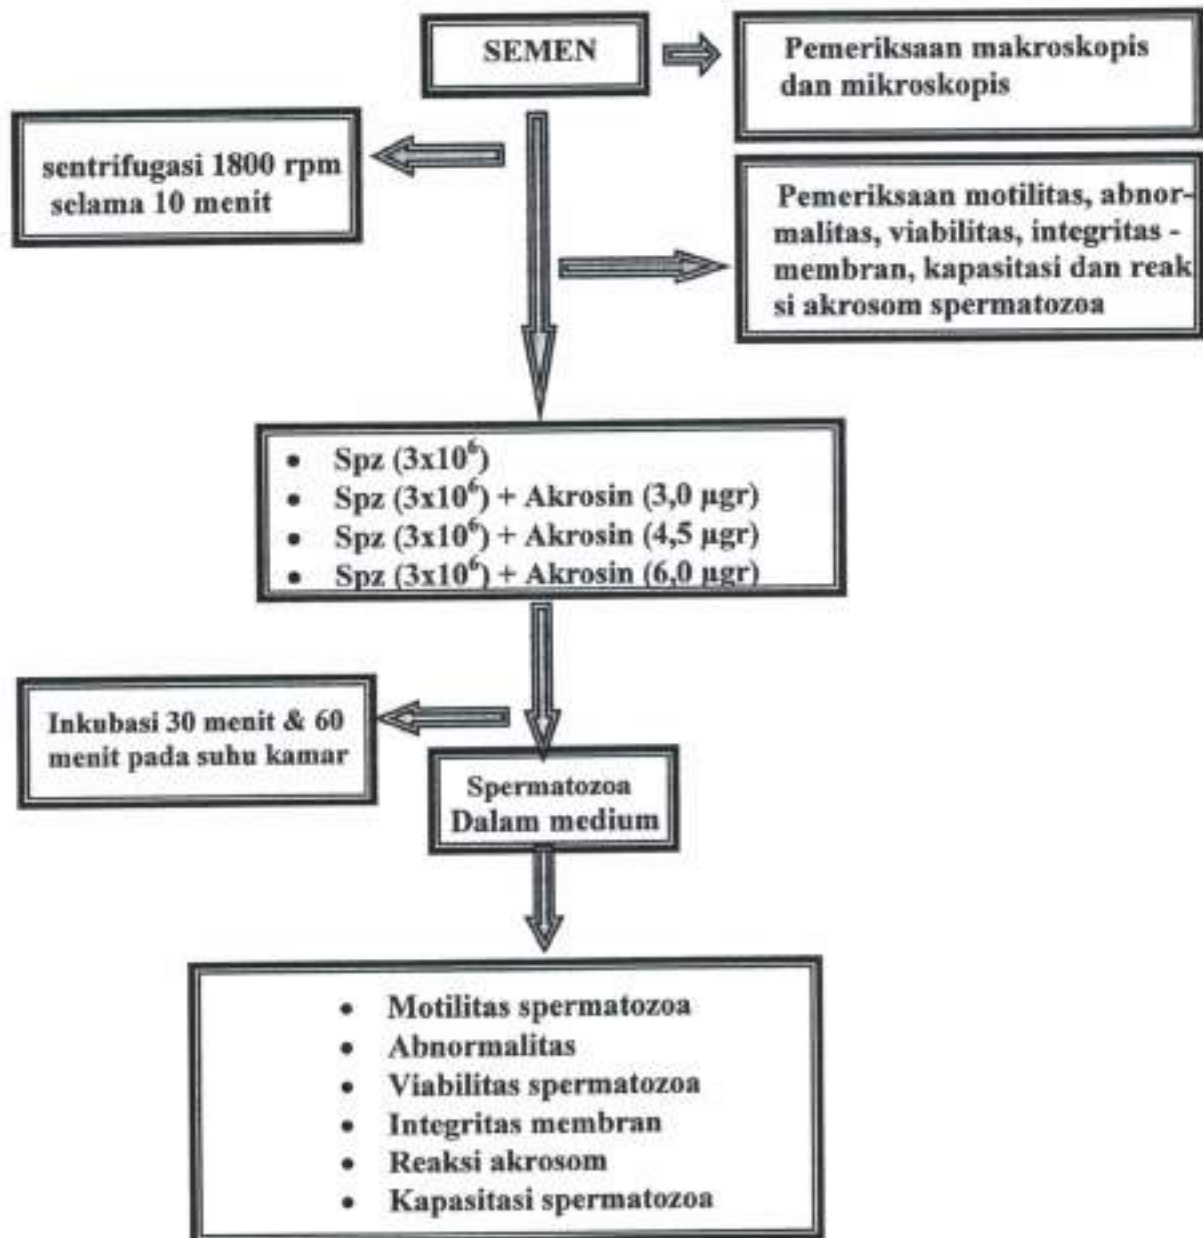 SEMEN
Pemeriksaan makroskopis
dan mikroskopis
sentrifugasi 1800 rpm
selama 10 menit
Pemeriksaan motilitas, abnor-
malitas, viabilitas, integritas -
membran, kapasitasi dan reak
si akrosom spermatozoa
• Spz (3x10⁶)
• Spz (3x10⁶) + Akrosin (3,0 µgr)
• Spz (3x10⁶) + Akrosin (4,5 µgr)
• Spz (3x10⁶) + Akrosin (6,0 µgr)
Inkubasi 30 menit & 60
menit pada suhu kamar
Spermatozoa
Dalam medium
• Motilitas spermatozoa
• Abnormalitas
• Viabilitas spermatozoa
• Integritas membran
• Reaksi akrosom
• Kapasitasi spermatozoa